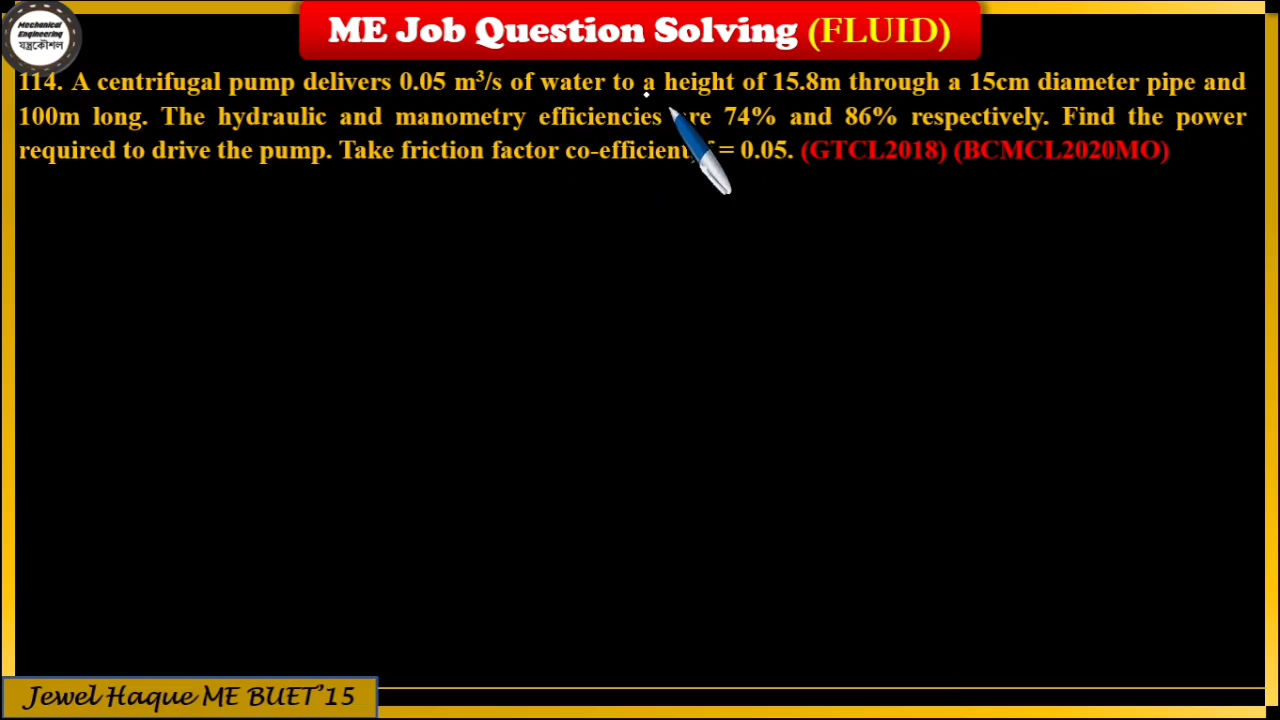 Mechanical
Engineering
যন্ত্রকৌশল
ME Job Question Solving (FLUID)
114. A centrifugal pump delivers 0.05 m³/s of water to a height of 15.8m through a 15cm diameter pipe and
100m long. The hydraulic and manometry efficiencies are 74% and 86% respectively. Find the power
required to drive the pump. Take friction factor co-efficient, f = 0.05. (GTCL2018) (BCMCL2020MO)
Jewel Haque ME BUET'15